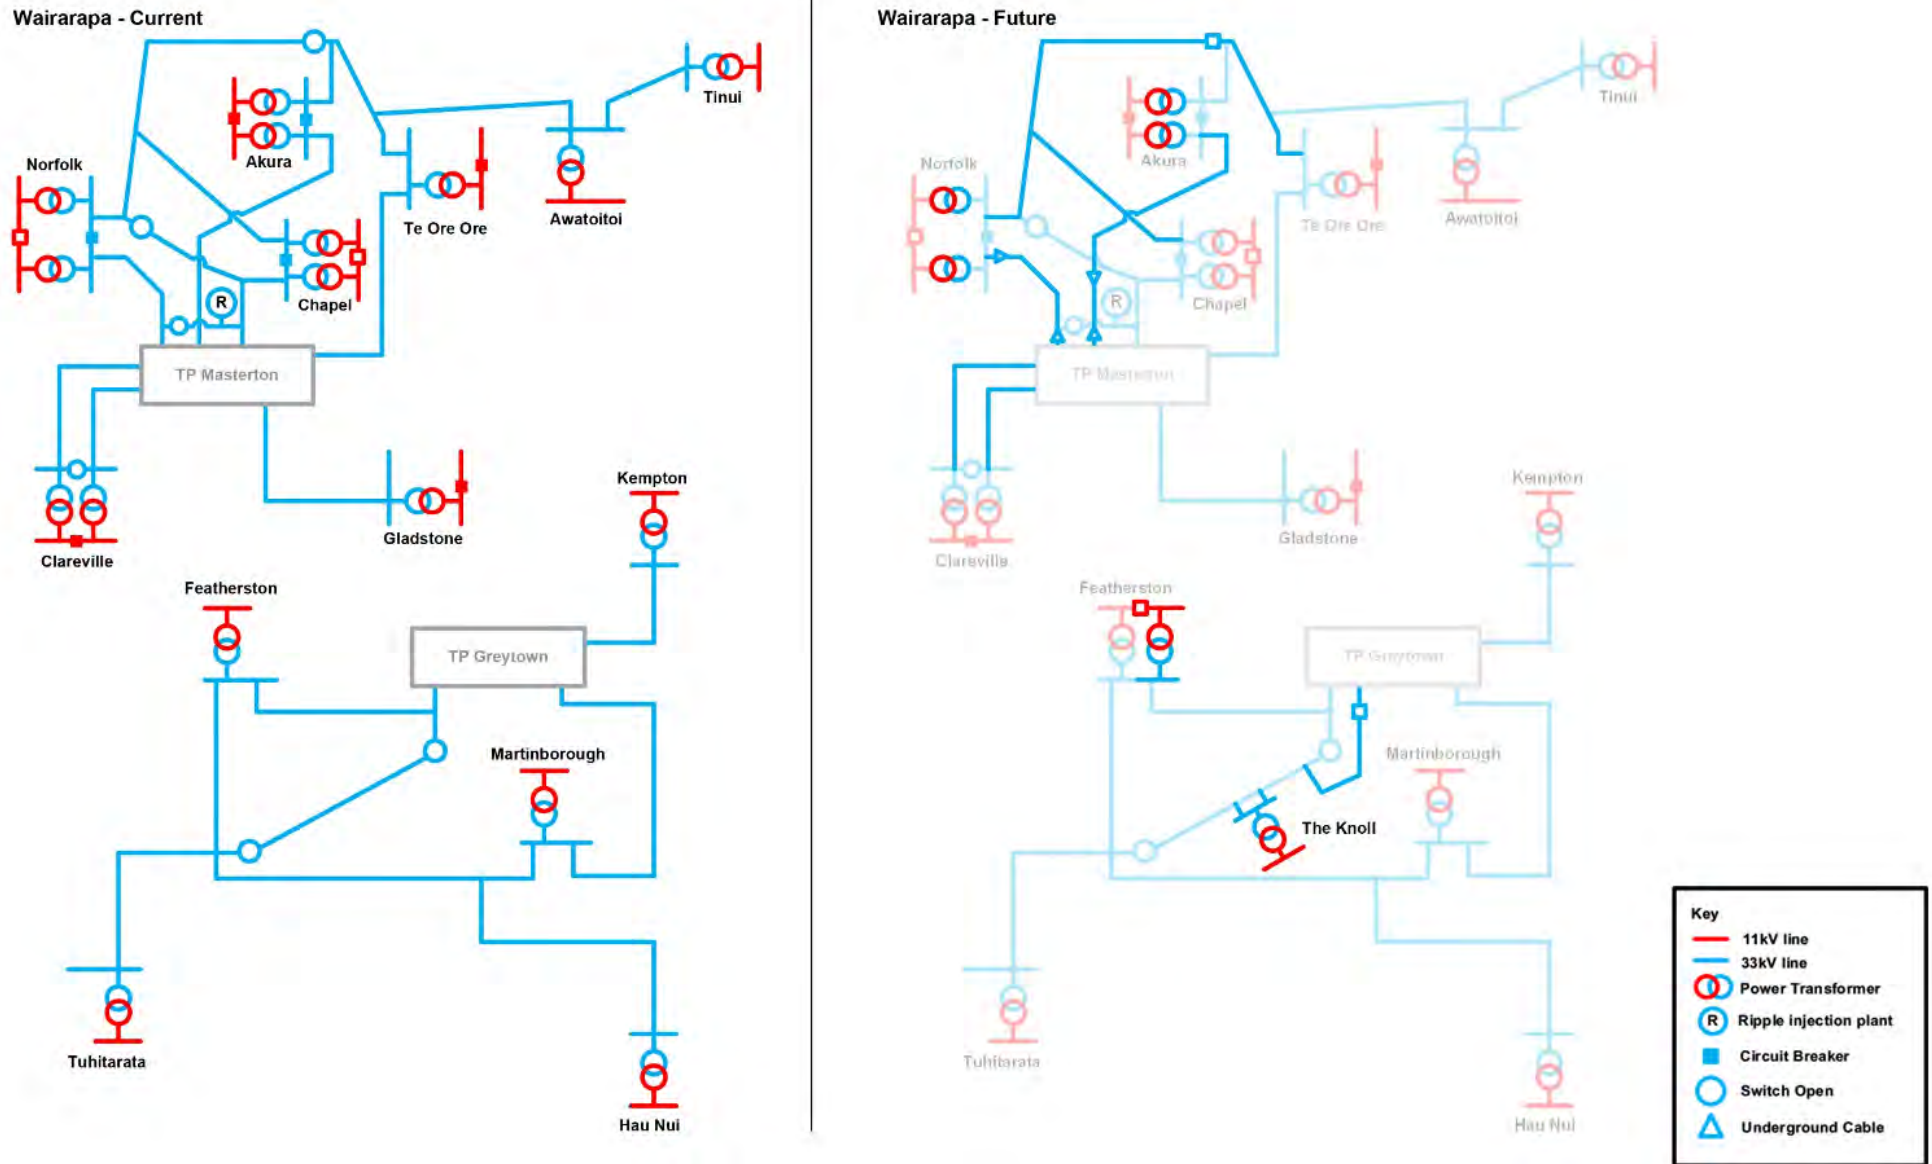 Wairarapa - Current
Tinui
Akura
Norfolk
Te Ore Ore
Awatoitoi
R
Chapel
TP Masterton
Kempton
Gladstone
Clareville
Featherston
TP Greytown
Martinborough
Tuhitarata
Hau Nui
Wairarapa - Future
Tinui
Akura
Norfolk
Te Ore Ore
Awatoitoi
R
Chapel
TP Masterton
Kempton
Gladstone
Clareville
Featherston
TP Greytown
Martinborough
The Knoll
Tuhitarata
Hau Nui
Key
11kV line
33kV line
Power Transformer
R Ripple injection plant
Circuit Breaker
Switch Open
Underground Cable